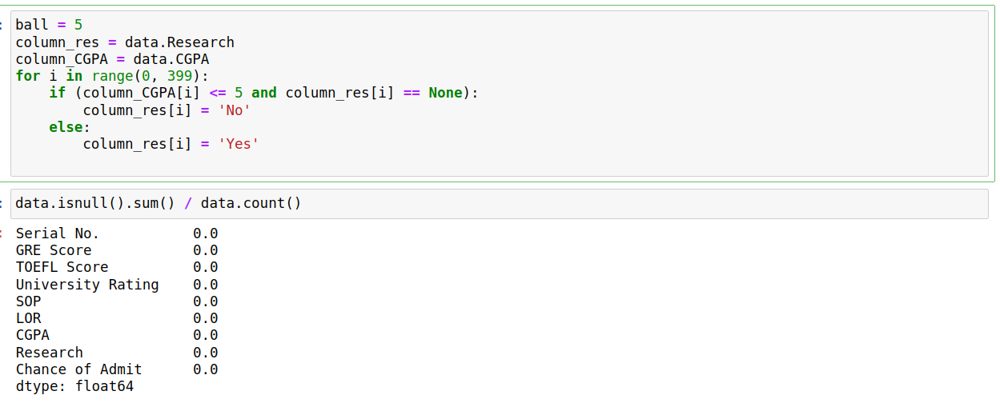 ball = 5
column_res = data.Research
column_CGPA = data.CGPA
for i in range(0, 399):
    if (column_CGPA[i] <= 5 and column_res[i] == None):
        column_res[i] = 'No'
    else:
        column_res[i] = 'Yes'
data.isnull().sum() / data.count()
Serial No.           0.0
GRE Score            0.0
TOEFL Score          0.0
University Rating    0.0
SOP                  0.0
LOR                  0.0
CGPA                 0.0
Research             0.0
Chance of Admit      0.0
dtype: float64